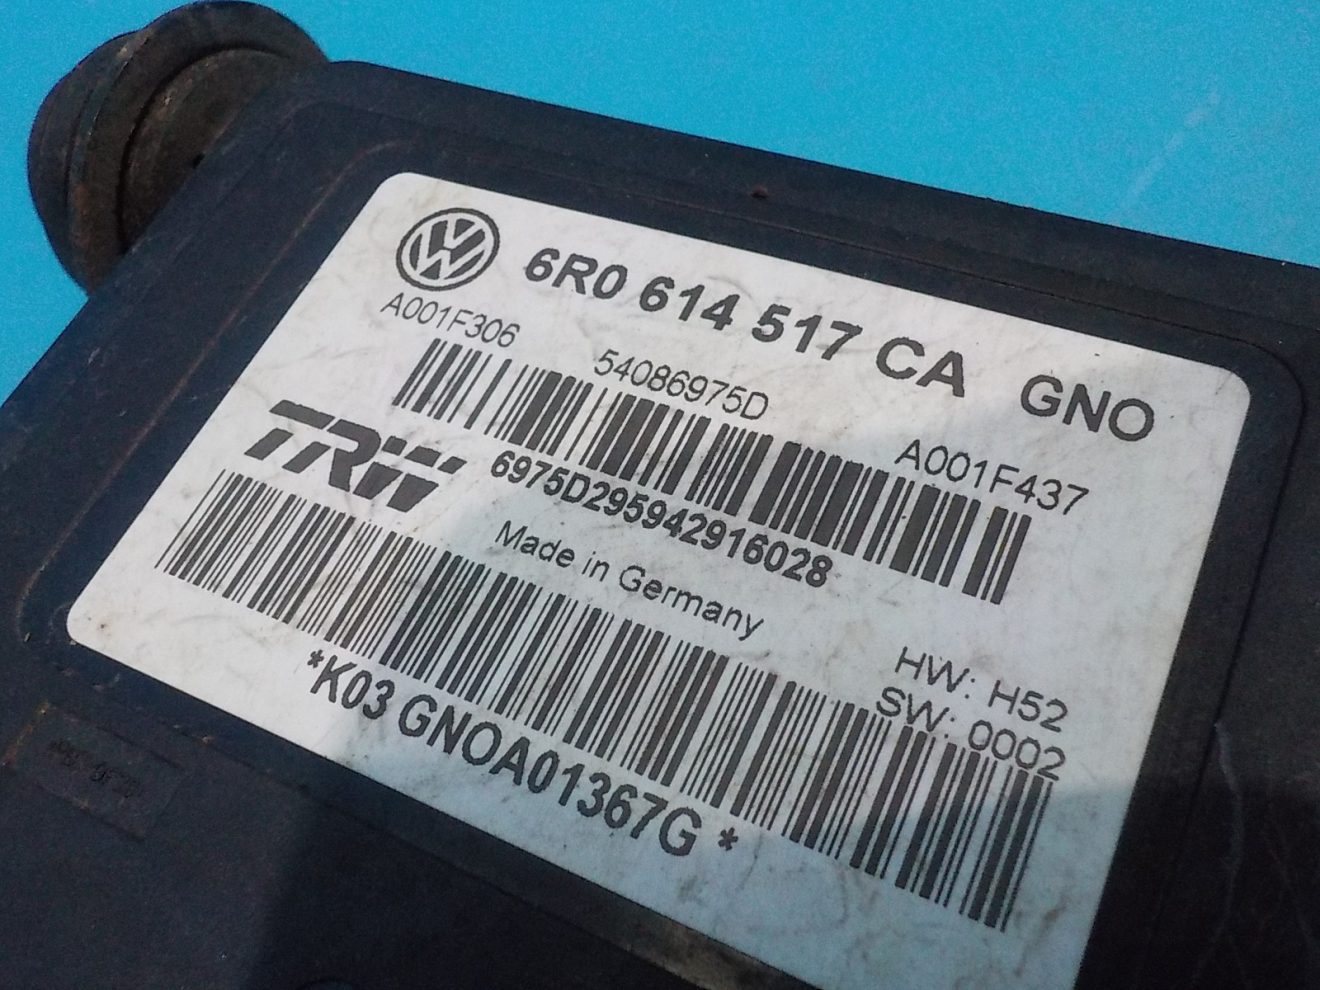 6R0 614 517 CA GNO
A001F306 54086975D A001F437
TRW 6975D295942916028
Made in Germany
HW: H52
SW: 0002
*K03 GNOA01367G *